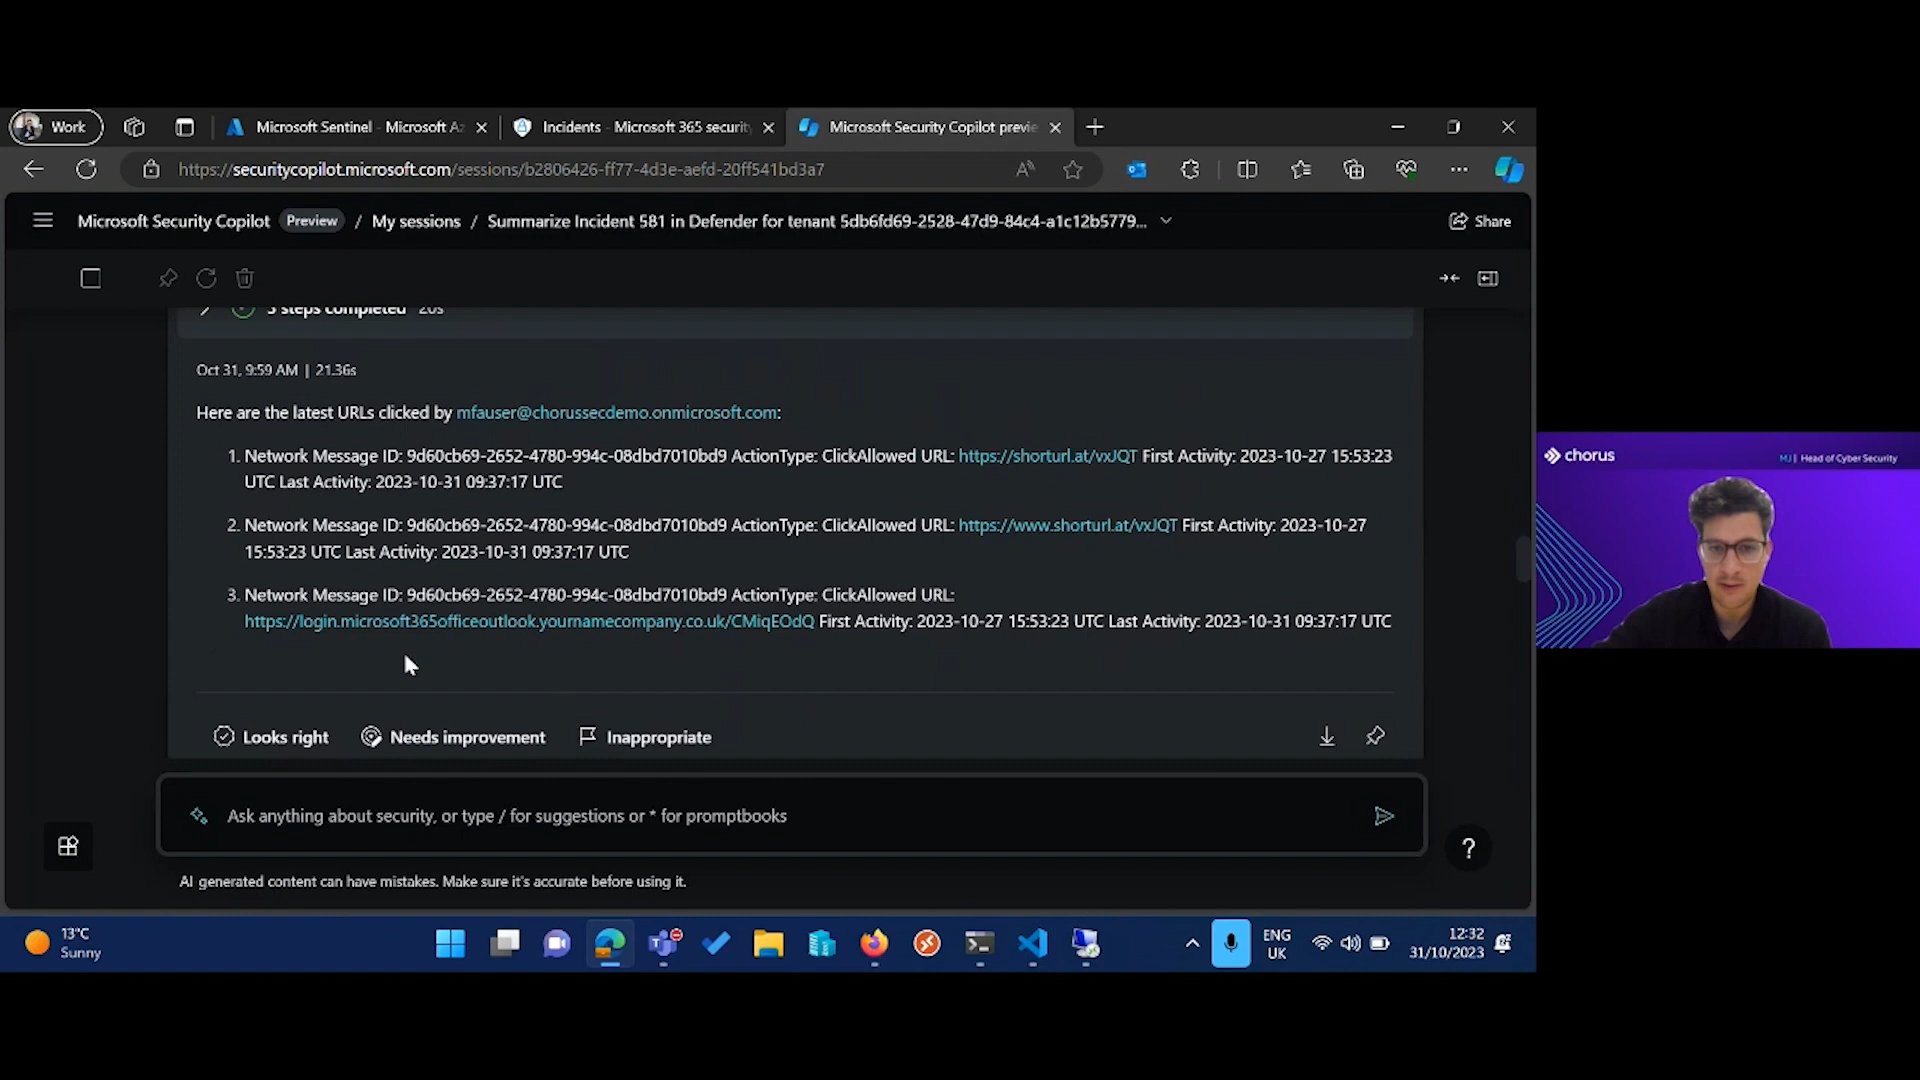 Work
Microsoft Sentinel - Microsoft Az
Incidents - Microsoft 365 security
Microsoft Security Copilot previe
https://securitycopilot.microsoft.com/sessions/b2806426-ff77-4d3e-aefd-20ff541bd3a7
Microsoft Security Copilot Preview / My sessions / Summarize Incident 581 in Defender for tenant 5db6fd69-2528-47d9-84c4-a1c12b5779...
Share
3 steps completed 20s
Oct 31, 9:59 AM | 21.36s
Here are the latest URLs clicked by mfauser@chorussecdemo.onmicrosoft.com:
1. Network Message ID: 9d60cb69-2652-4780-994c-08dbd7010bd9 ActionType: ClickAllowed URL: https://shorturl.at/vxJQT First Activity: 2023-10-27 15:53:23
UTC Last Activity: 2023-10-31 09:37:17 UTC
2. Network Message ID: 9d60cb69-2652-4780-994c-08dbd7010bd9 ActionType: ClickAllowed URL: https://www.shorturl.at/vxJQT First Activity: 2023-10-27
15:53:23 UTC Last Activity: 2023-10-31 09:37:17 UTC
3. Network Message ID: 9d60cb69-2652-4780-994c-08dbd7010bd9 ActionType: ClickAllowed URL:
https://login.microsoft365officeoutlook.yournamecompany.co.uk/CMiqEOdQ First Activity: 2023-10-27 15:53:23 UTC Last Activity: 2023-10-31 09:37:17 UTC
Looks right
Needs improvement
Inappropriate
Ask anything about security, or type / for suggestions or * for promptbooks
?
AI generated content can have mistakes. Make sure it's accurate before using it.
13°C
Sunny
ENG
UK
12:32
31/10/2023
chorus
MJ | Head of Cyber Security